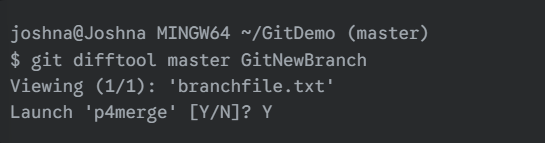 joshna@Joshna MINGW64 ~/GitDemo (master)
$ git difftool master GitNewBranch
Viewing (1/1): 'branchfile.txt'
Launch 'p4merge' [Y/N]? Y